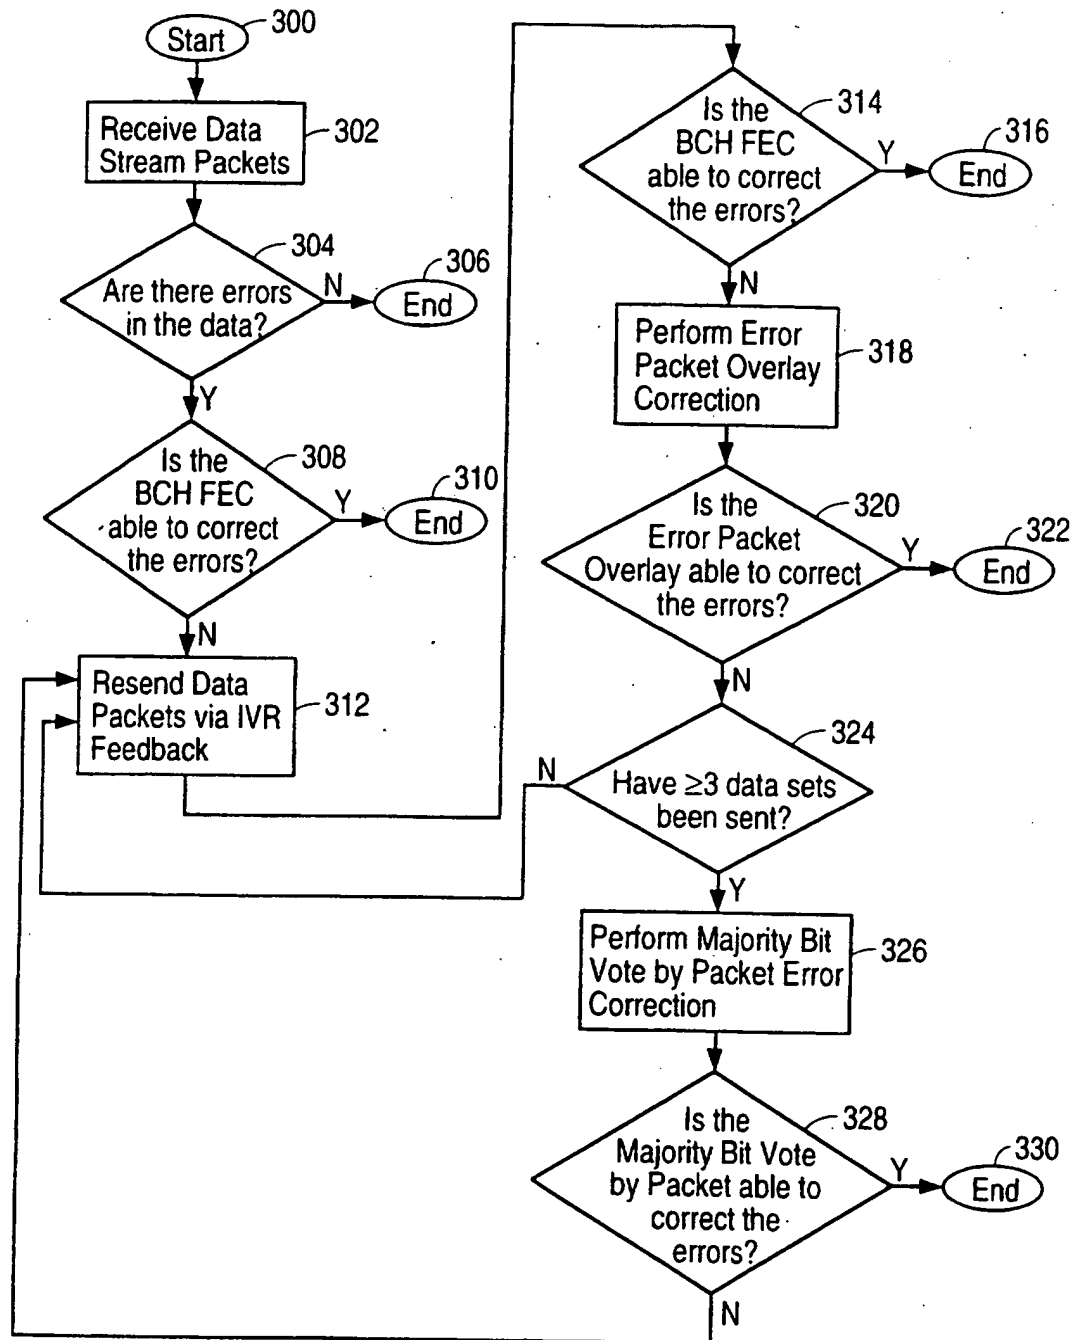 Start
300
Receive Data
Stream Packets
302
Are there errors
in the data?
304
N
End
306
Y
Is the
BCH FEC
able to correct
the errors?
308
Y
End
310
N
Resend Data
Packets via IVR
Feedback
312
Is the
BCH FEC
able to correct
the errors?
314
Y
End
316
N
Perform Error
Packet Overlay
Correction
318
Is the
Error Packet
Overlay able to correct
the errors?
320
Y
End
322
N
Have ≥3 data sets
been sent?
324
N
Y
Perform Majority Bit
Vote by Packet Error
Correction
326
Is the
Majority Bit Vote
by Packet able to
correct the
errors?
328
Y
End
330
N